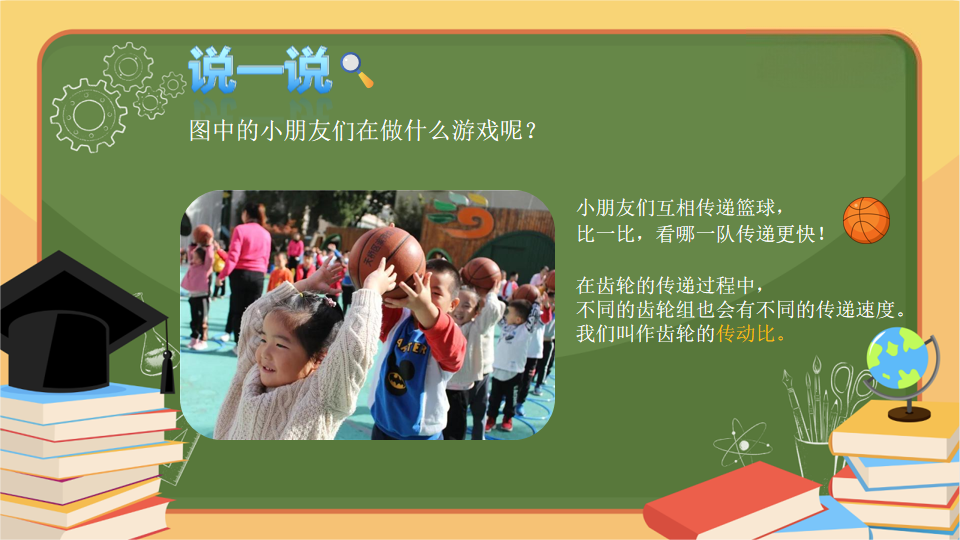 说一说
图中的小朋友们在做什么游戏呢？
小朋友们互相传递篮球，
比一比，看哪一队传递更快！
在齿轮的传递过程中，
不同的齿轮组也会有不同的传递速度。
我们叫作齿轮的传动比。